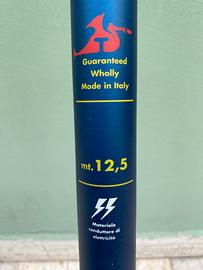 Guaranteed
Wholly
Made in Italy
mt. 12,5
Materiale
conduttore di
elettricità